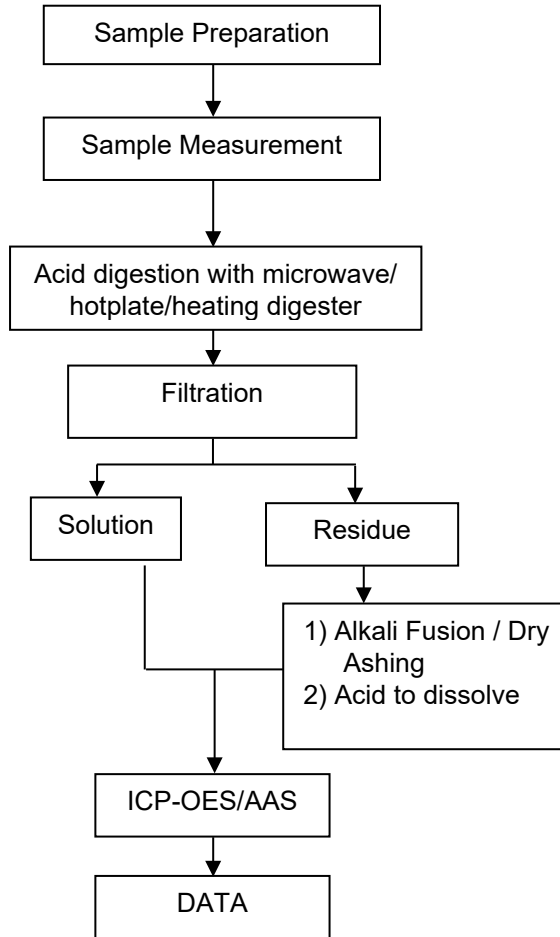 Sample Preparation
Sample Measurement
Acid digestion with microwave/
hotplate/heating digester
Filtration
Solution
Residue
1) Alkali Fusion / Dry
Ashing
2) Acid to dissolve
ICP-OES/AAS
DATA